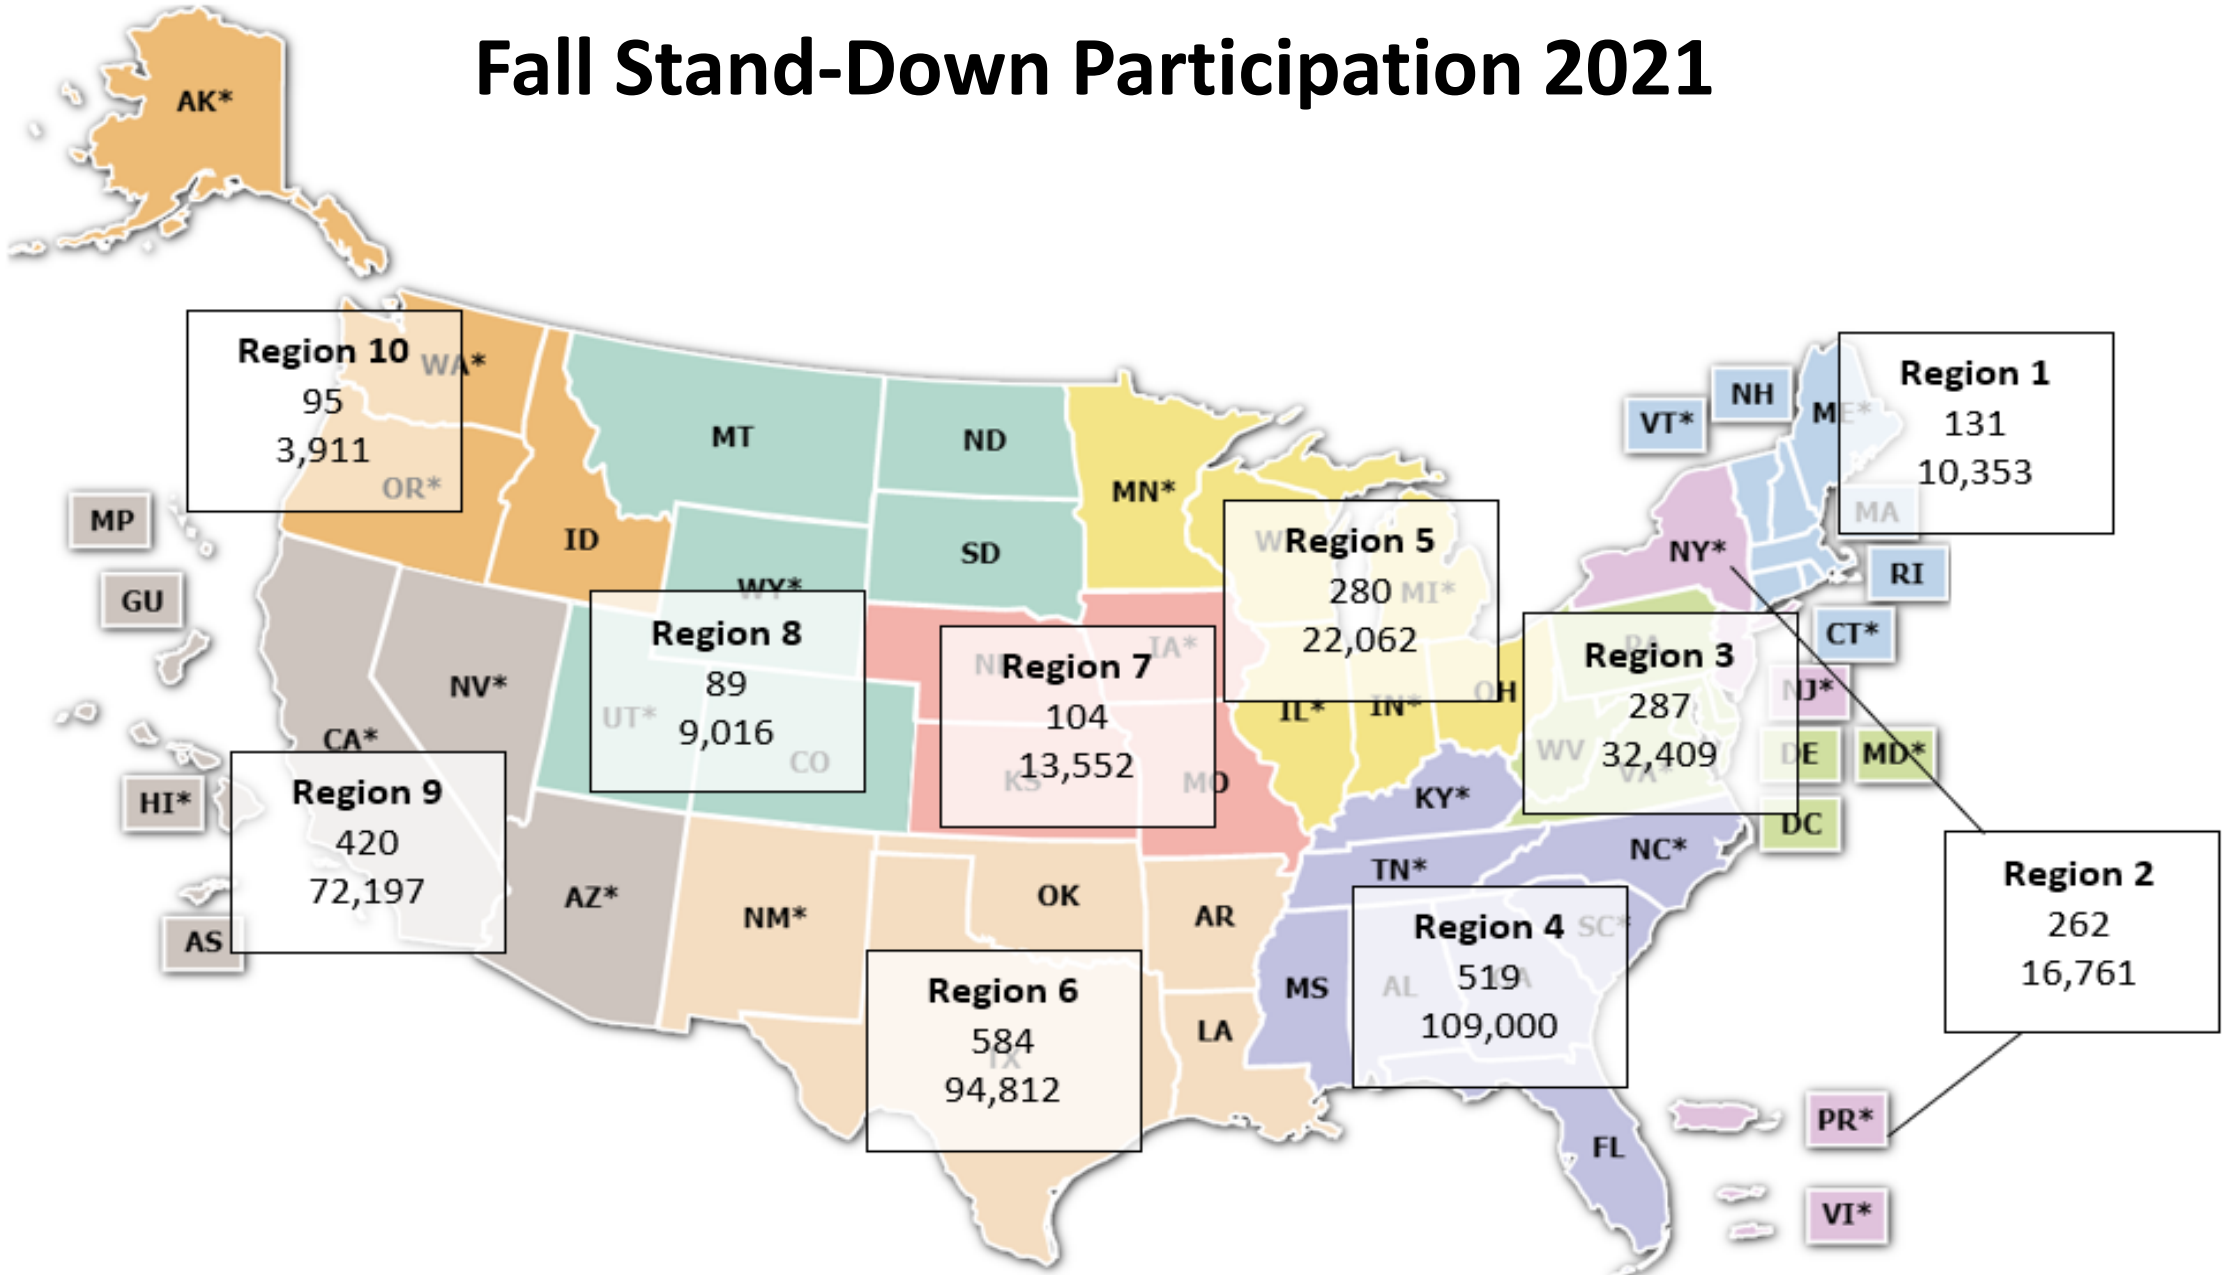 Fall Stand-Down Participation 2021
AK*
Region 10
95
3,911
WA*
OR*
ID
MT
ND
SD
WY*
MN*
Region 8
89
9,016
UT*
CO
Region 7
104
13,552
IA*
KS
MO
Region 5
280
22,062
MI*
IL*
IN*
OH
Region 1
131
10,353
VT*
NH
ME*
MA
RI
CT*
NY*
Region 3
287
32,409
PA
WV
VA*
NJ*
DE
MD*
DC
Region 2
262
16,761
PR*
VI*
MP
GU
HI*
AS
CA*
NV*
AZ*
Region 9
420
72,197
NM*
OK
AR
LA
Region 6
584
94,812
TX
KY*
TN*
NC*
SC*
MS
AL
GA
FL
Region 4
519
109,000